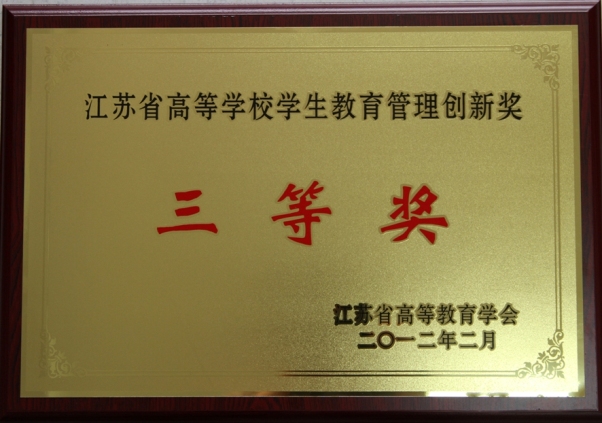 江苏省高等学校学生教育管理创新奖
三等奖
江苏省高等教育学会
二〇一二年二月